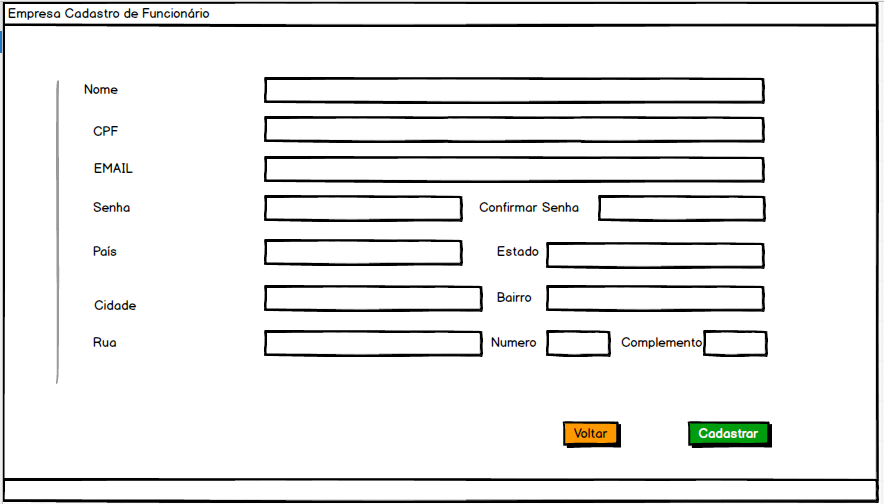 Empresa Cadastro de Funcionário
Nome
CPF
EMAIL
Senha Confirmar Senha
País Estado
Cidade Bairro
Rua Numero Complemento
Voltar Cadastrar